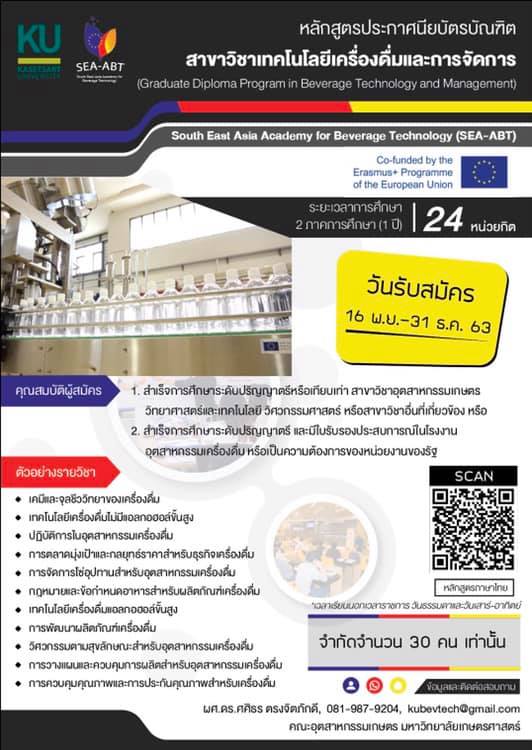 KU
KASETSART
UNIVERSITY
SEA-ABT
South East Asia Academy for
Beverage Technology
หลักสูตรประกาศนียบัตรบัณฑิต
สาขาวิชาเทคโนโลยีเครื่องดื่มและการจัดการ
(Graduate Diploma Program in Beverage Technology and Management)
South East Asia Academy for Beverage Technology (SEA-ABT)
Co-funded by the
Erasmus+ Programme
of the European Union
ระยะเวลาการศึกษา
2 ภาคการศึกษา (1 ปี)
24 หน่วยกิต
วันรับสมัคร
16 พ.ย.-31 ธ.ค. 63
คุณสมบัติผู้สมัคร
1. สำเร็จการศึกษาระดับปริญญาตรีหรือเทียบเท่า สาขาวิชาอุตสาหกรรมเกษตร
วิทยาศาสตร์และเทคโนโลยี วิศวกรรมศาสตร์ หรือสาขาวิชาอื่นที่เกี่ยวข้อง หรือ
2. สำเร็จการศึกษาระดับปริญญาตรี และมีใบรับรองประสบการณ์ในโรงงาน
อุตสาหกรรมเครื่องดื่ม หรือเป็นความต้องการของหน่วยงานของรัฐ
ตัวอย่างรายวิชา
เคมีและจุลชีววิทยาของเครื่องดื่ม
เทคโนโลยีเครื่องดื่มไม่มีแอลกอฮอล์ขั้นสูง
ปฏิบัติการในอุตสาหกรรมเครื่องดื่ม
การตลาดมุ่งเป้าและกลยุทธ์ราคาสำหรับธุรกิจเครื่องดื่ม
การจัดการโซ่อุปทานสำหรับอุตสาหกรรมเครื่องดื่ม
กฎหมายและข้อกำหนดอาหารสำหรับผลิตภัณฑ์เครื่องดื่ม
เทคโนโลยีเครื่องดื่มแอลกอฮอล์ขั้นสูง
การพัฒนาผลิตภัณฑ์เครื่องดื่ม
วิศวกรรมตามสุขลักษณะสำหรับอุตสาหกรรมเครื่องดื่ม
การวางแผนและควบคุมการผลิตสำหรับอุตสาหกรรมเครื่องดื่ม
การควบคุมคุณภาพและการประกันคุณภาพสำหรับเครื่องดื่ม
SCAN
หลักสูตรภาษาไทย
*เวลาเรียนนอกเวลาราชการ วันธรรมดาและวันเสาร์-อาทิตย์
จำกัดจำนวน 30 คน เท่านั้น
ข้อมูลและติดต่อสอบถาม
ผศ.ดร.ศศิธร ตรงจิตภักดี, 081-987-9204, kubevtech@gmail.com
คณะอุตสาหกรรมเกษตร มหาวิทยาลัยเกษตรศาสตร์